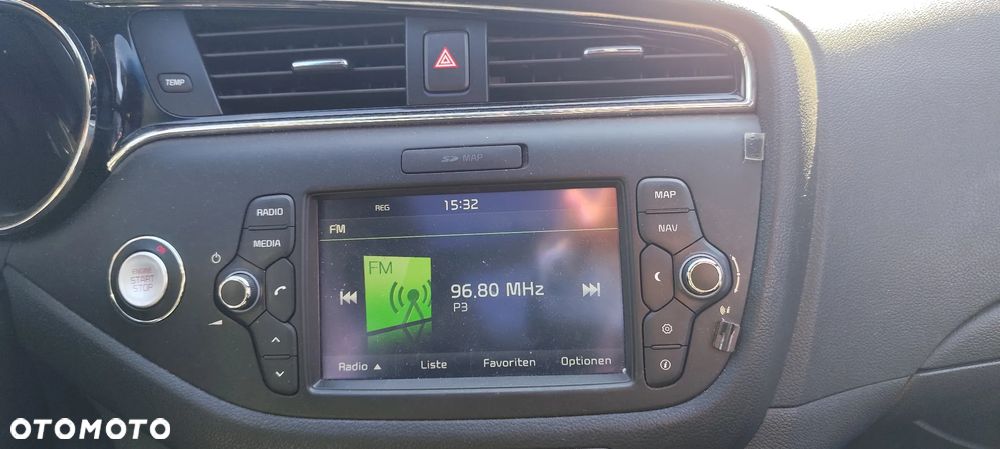 TEMP
SD MAP
REG 15:32
FM
RADIO
MEDIA
MAP
NAV
ENGINE
START
STOP
FM
96,80 MHz
P3
Radio ▲ Liste Favoriten Optionen
OTOMOTO